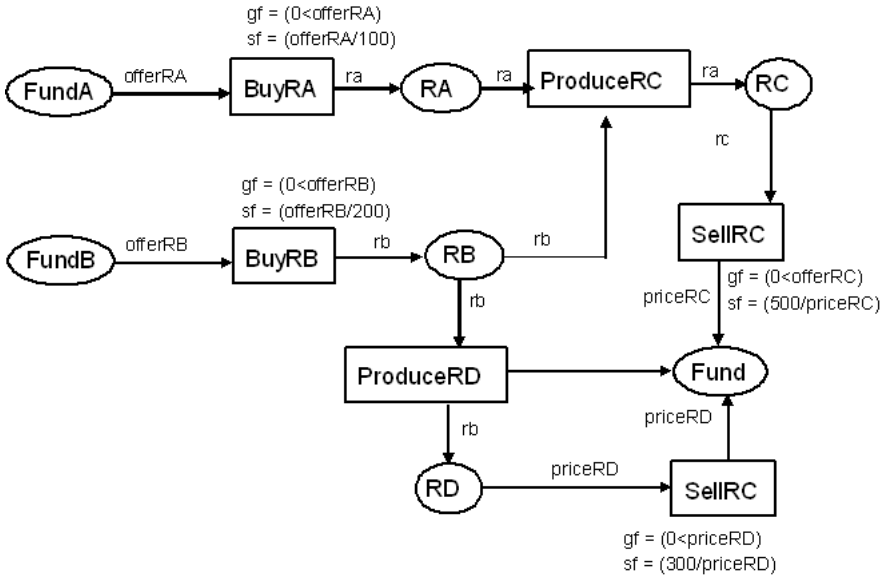 gf = (0<offerRA)
sf = (offerRA/100)
FundA
offerRA
BuyRA
ra
RA
ra
ProduceRC
ra
RC
rc
gf = (0<offerRB)
sf = (offerRB/200)
FundB
offerRB
BuyRB
rb
RB
rb
SellRC
gf = (0<offerRC)
priceRC
sf = (500/priceRC)
rb
ProduceRD
Fund
priceRD
rb
RD
priceRD
SellRC
gf = (0<priceRD)
sf = (300/priceRD)